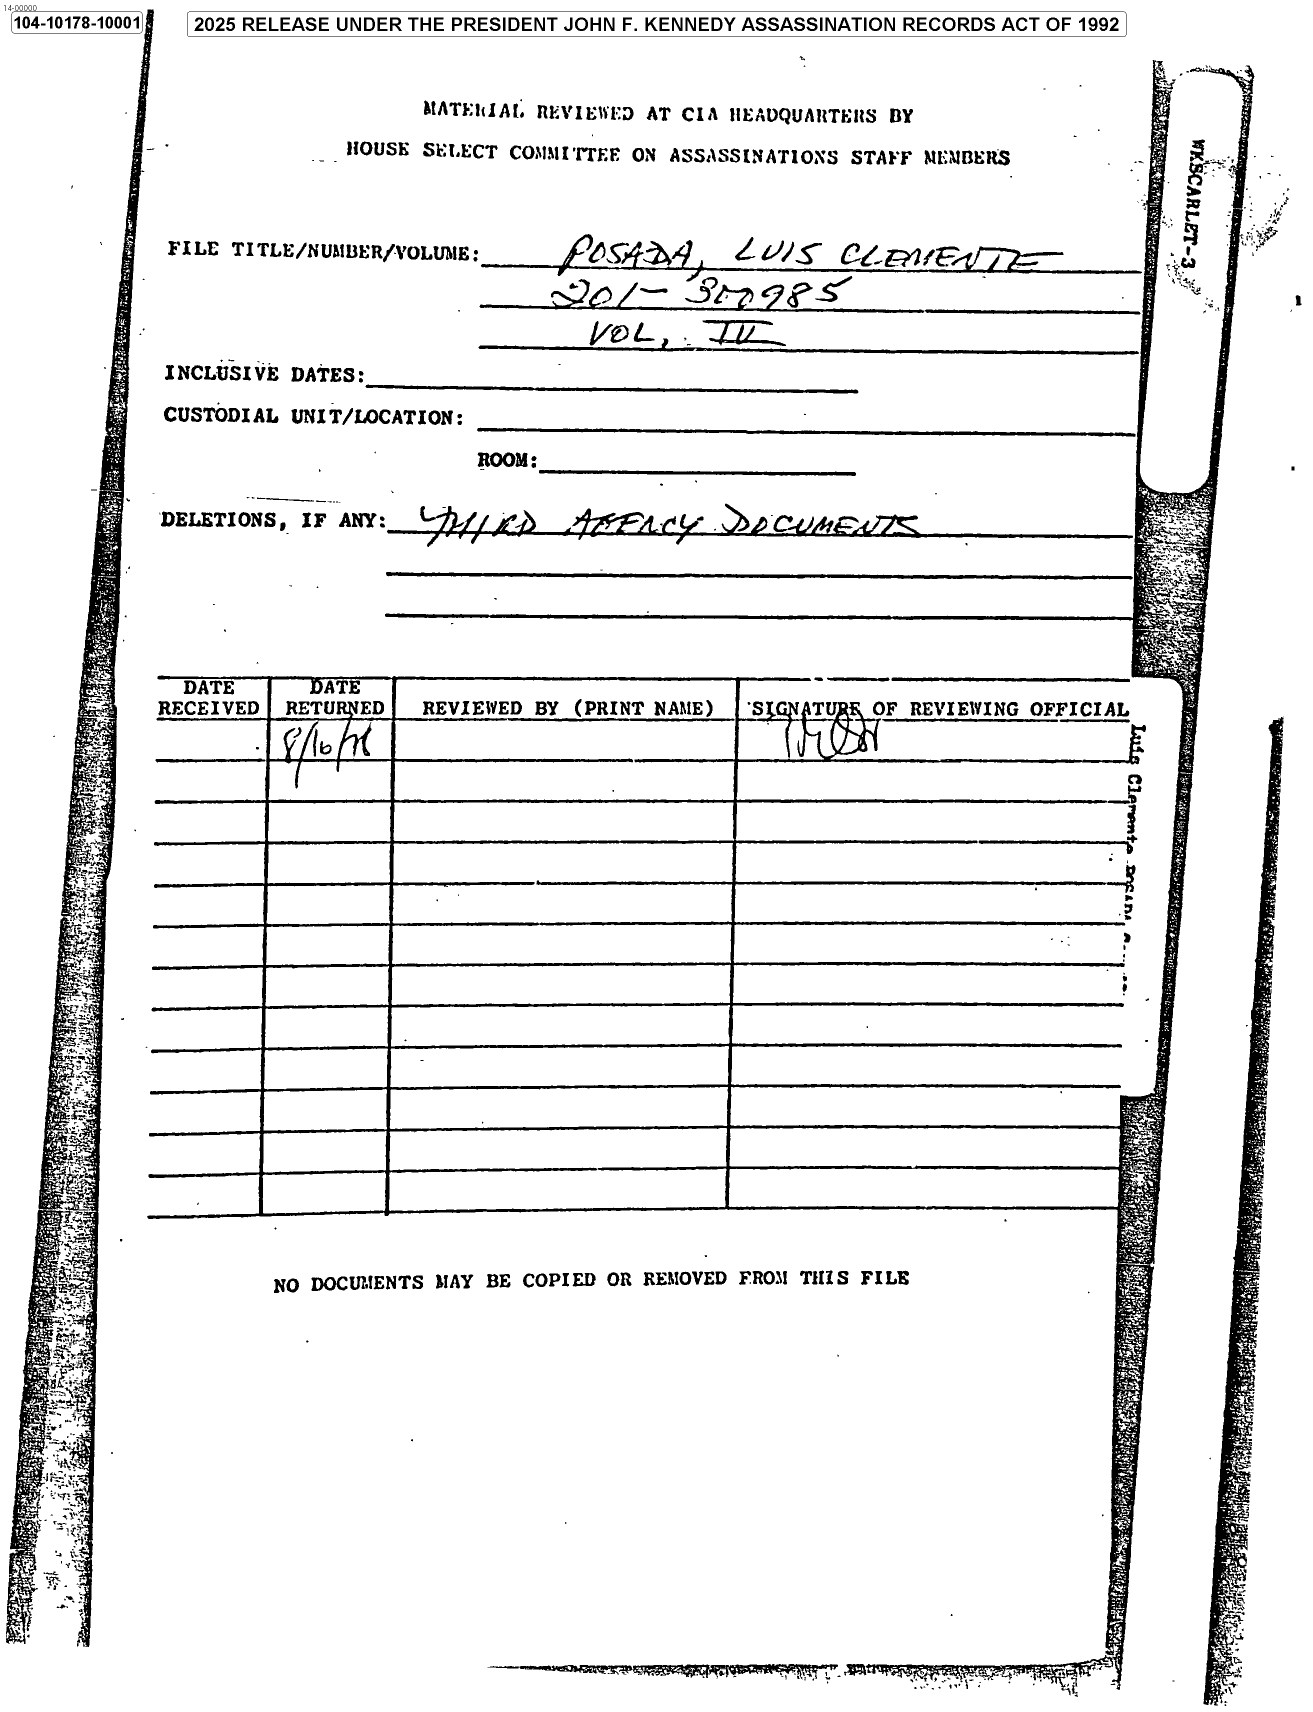 14-00000
104-10178-10001
2025 RELEASE UNDER THE PRESIDENT JOHN F. KENNEDY ASSASSINATION RECORDS ACT OF 1992
MATERIAL REVIEWED AT CIA HEADQUARTERS BY
HOUSE SELECT COMMITTEE ON ASSASSINATIONS STAFF MEMBERS
WKSCARLET-3
FILE TITLE/NUMBER/VOLUME: POSADA, LUIS CLEMENTE
201-300985
VOL.
INCLUSIVE DATES:
CUSTODIAL UNIT/LOCATION:
ROOM:
DELETIONS, IF ANY: THIRD AGENCY DOCUMENTS
DATE RECEIVED
DATE RETURNED
REVIEWED BY (PRINT NAME)
SIGNATURE OF REVIEWING OFFICIAL
8/16/78
Luis Clemente POSADA
NO DOCUMENTS MAY BE COPIED OR REMOVED FROM THIS FILE